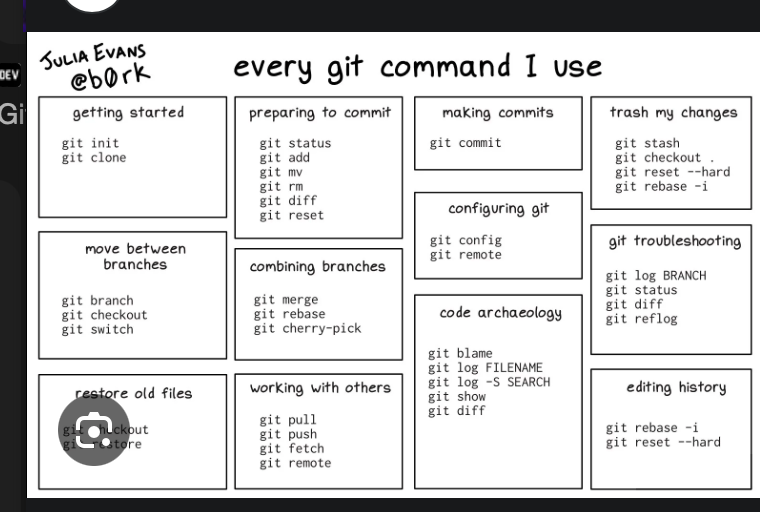 DEV
Gi
JULIA EVANS
@b0rk
every git command I use
getting started
git init
git clone
preparing to commit
git status
git add
git mv
git rm
git diff
git reset
making commits
git commit
trash my changes
git stash
git checkout .
git reset --hard
git rebase -i
move between
branches
git branch
git checkout
git switch
combining branches
git merge
git rebase
git cherry-pick
configuring git
git config
git remote
git troubleshooting
git log BRANCH
git status
git diff
git reflog
restore old files
git checkout
git restore
working with others
git pull
git push
git fetch
git remote
code archaeology
git blame
git log FILENAME
git log -S SEARCH
git show
git diff
editing history
git rebase -i
git reset --hard